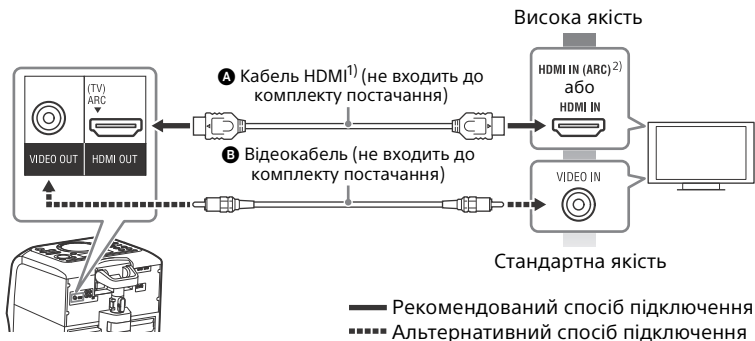 Висока якість
HDMI IN (ARC)2)
або
HDMI IN
(TV)
ARC
VIDEO OUT
HDMI OUT
A Кабель HDMI1) (не входить до
комплекту постачання)
B Відеокабель (не входить до
комплекту постачання)
VIDEO IN
Стандартна якість
Рекомендований спосіб підключення
Альтернативний спосіб підключення